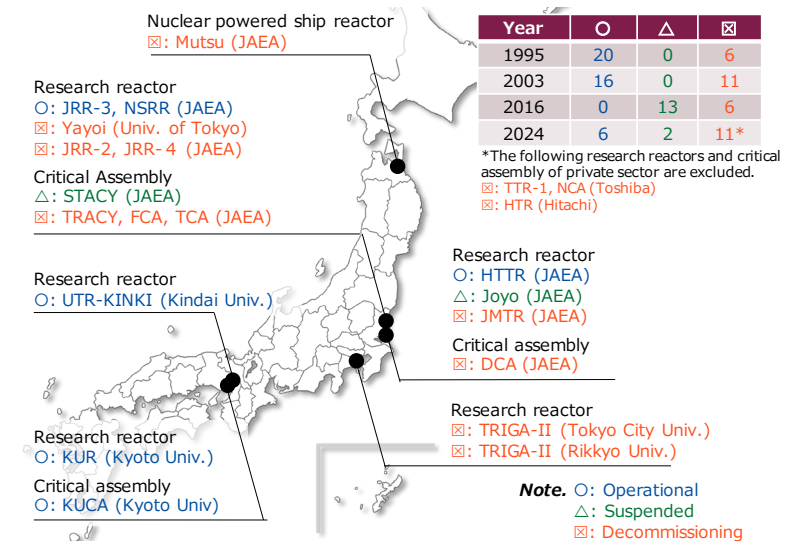 Nuclear powered ship reactor
☒: Mutsu (JAEA)
Research reactor
○: JRR-3, NSRR (JAEA)
☒: Yayoi (Univ. of Tokyo)
☒: JRR-2, JRR-4 (JAEA)
Critical Assembly
△: STACY (JAEA)
☒: TRACY, FCA, TCA (JAEA)
Research reactor
○: UTR-KINKI (Kindai Univ.)
Research reactor
○: KUR (Kyoto Univ.)
Critical assembly
○: KUCA (Kyoto Univ)
Year ○ △ ☒
1995 20 0 6
2003 16 0 11
2016 0 13 6
2024 6 2 11*
*The following research reactors and critical
assembly of private sector are excluded.
☒: TTR-1, NCA (Toshiba)
☒: HTR (Hitachi)
Research reactor
○: HTTR (JAEA)
△: Joyo (JAEA)
☒: JMTR (JAEA)
Critical assembly
☒: DCA (JAEA)
Research reactor
☒: TRIGA-II (Tokyo City Univ.)
☒: TRIGA-II (Rikkyo Univ.)
Note. ○: Operational
△: Suspended
☒: Decommissioning